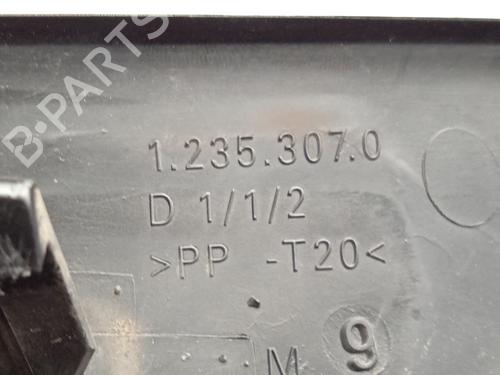 B-PARTS
1.235.307.0
D 1/1/2
>PP -T20<
M 9